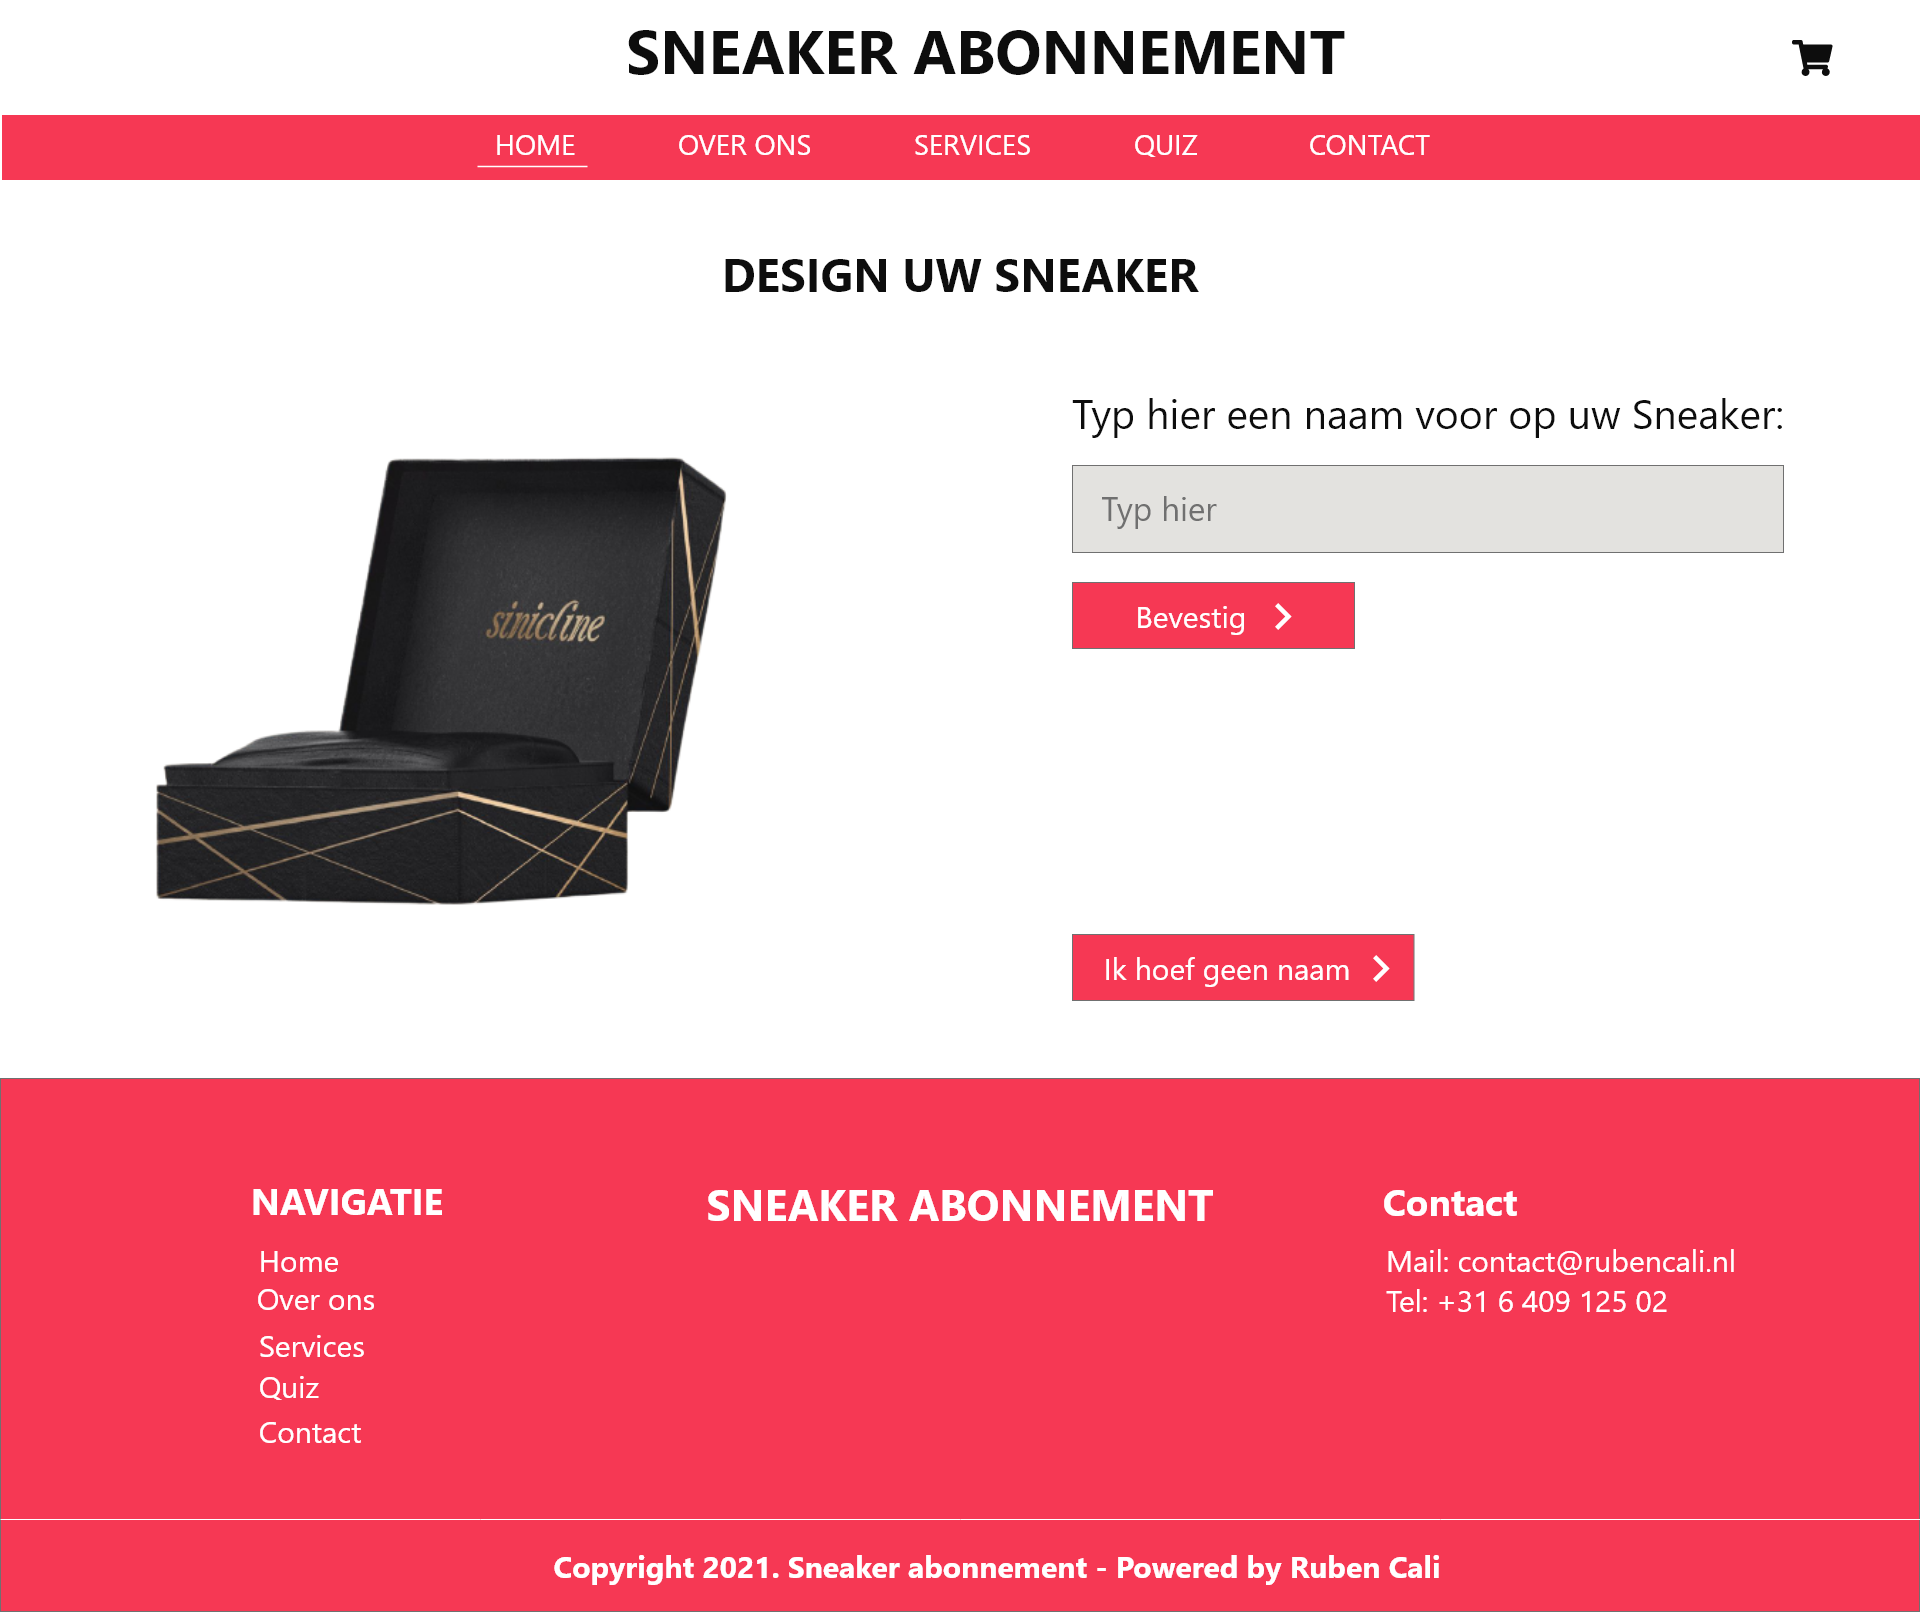 SNEAKER ABONNEMENT
HOME OVER ONS SERVICES QUIZ CONTACT
DESIGN UW SNEAKER
Typ hier een naam voor op uw Sneaker:
Typ hier
Bevestig
sinicline
Ik hoef geen naam
NAVIGATIE
Home
Over ons
Services
Quiz
Contact
SNEAKER ABONNEMENT
Contact
Mail: contact@rubencali.nl
Tel: +31 6 409 125 02
Copyright 2021. Sneaker abonnement - Powered by Ruben Cali